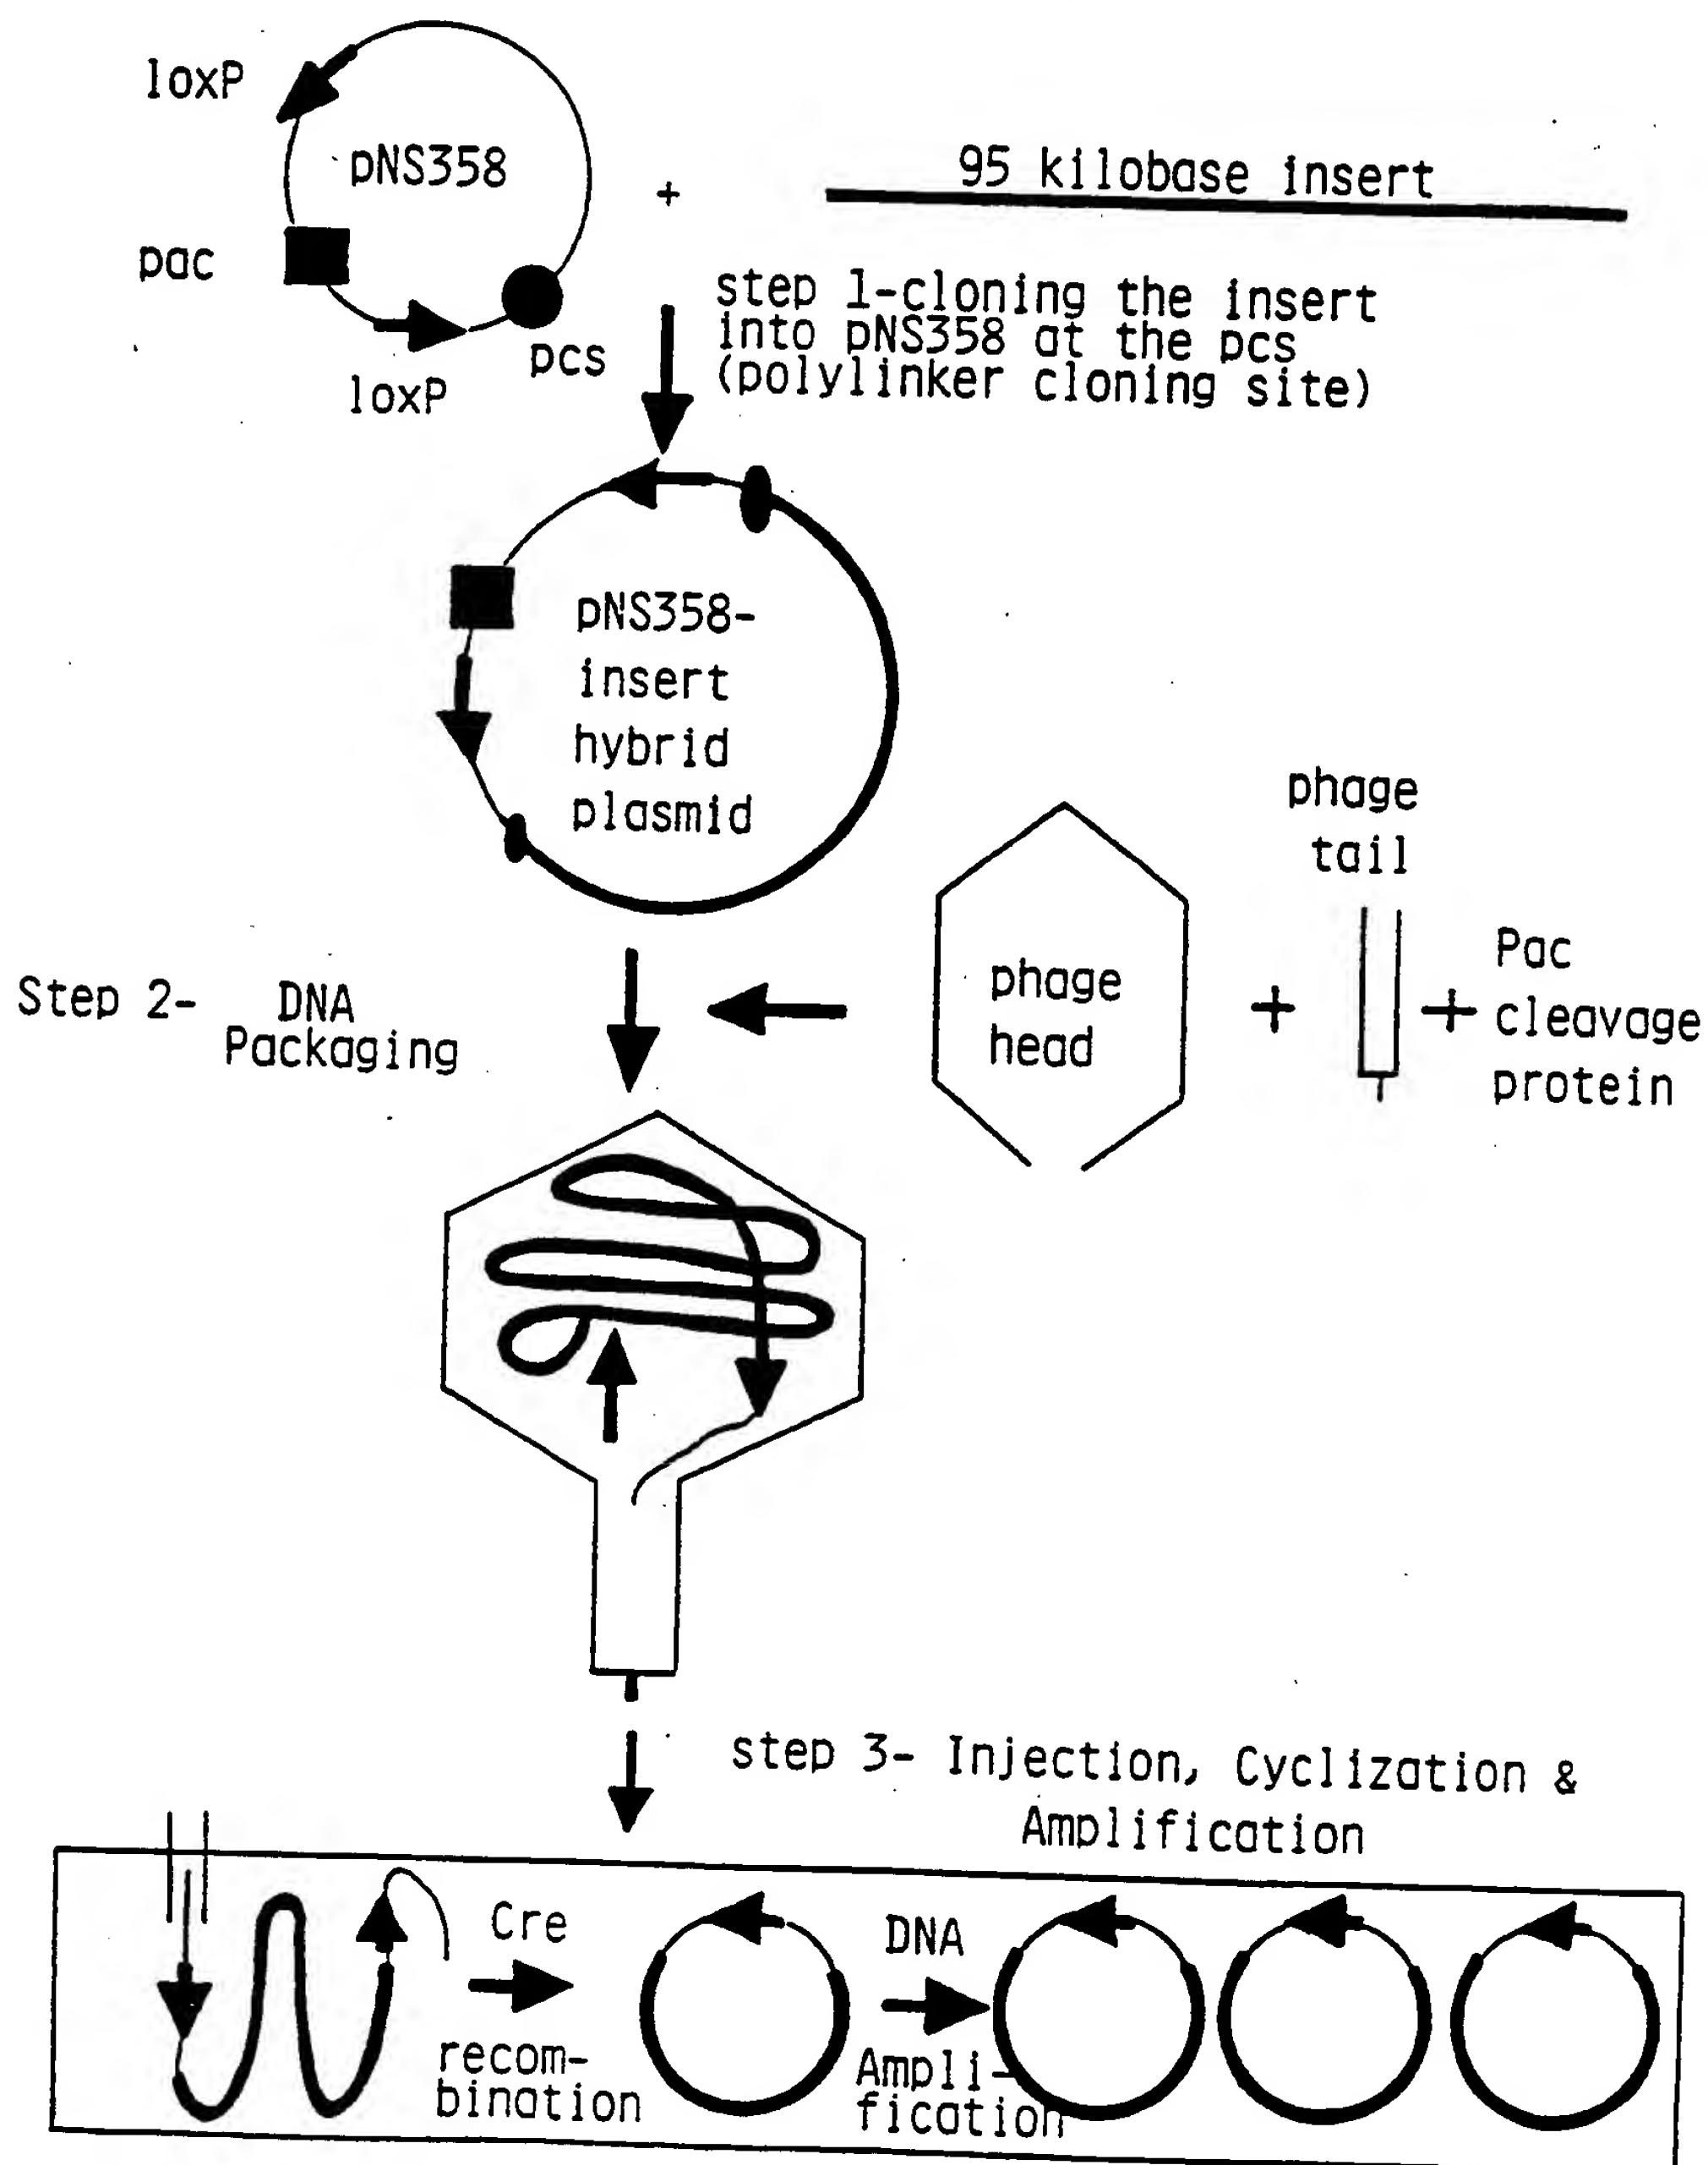 loxP
pNS358
+
95 kilobase insert
pac
pcs
loxP
step 1-cloning the insert
into pNS358 at the pcs
(polylinker cloning site)
pNS358-
insert
hybrid
plasmid
phage
tail
phage
head
+
+
Pac
cleavage
protein
Step 2- DNA
Packaging
step 3- Injection, Cyclization &
Amplification
Cre
recom-
bination
DNA
Ampli-
fication